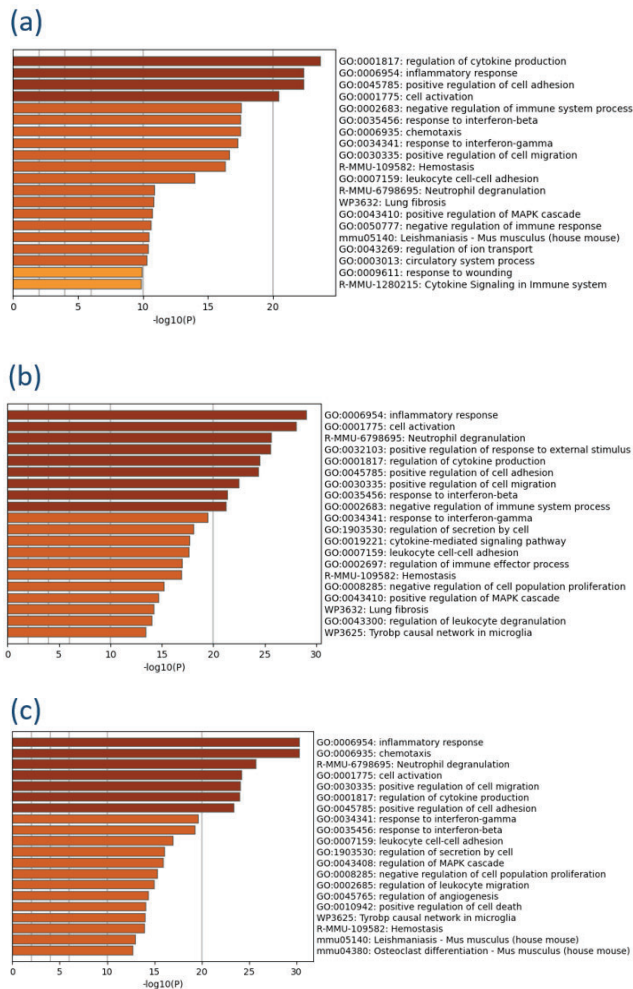 (a)
GO:0001817: regulation of cytokine production
GO:0006954: inflammatory response
GO:0045785: positive regulation of cell adhesion
GO:0001775: cell activation
GO:0002683: negative regulation of immune system process
GO:0035456: response to interferon-beta
GO:0006935: chemotaxis
GO:0034341: response to interferon-gamma
GO:0030335: positive regulation of cell migration
R-MMU-109582: Hemostasis
GO:0007159: leukocyte cell-cell adhesion
R-MMU-6798695: Neutrophil degranulation
WP3632: Lung fibrosis
GO:0043410: positive regulation of MAPK cascade
GO:0050777: negative regulation of immune response
mmu05140: Leishmaniasis - Mus musculus (house mouse)
GO:0043269: regulation of ion transport
GO:0003013: circulatory system process
GO:0009611: response to wounding
R-MMU-1280215: Cytokine Signaling in Immune system
0 5 10 15 20
-log10(P)
(b)
GO:0006954: inflammatory response
GO:0001775: cell activation
R-MMU-6798695: Neutrophil degranulation
GO:0032103: positive regulation of response to external stimulus
GO:0001817: regulation of cytokine production
GO:0045785: positive regulation of cell adhesion
GO:0030335: positive regulation of cell migration
GO:0035456: response to interferon-beta
GO:0002683: negative regulation of immune system process
GO:0034341: response to interferon-gamma
GO:1903530: regulation of secretion by cell
GO:0019221: cytokine-mediated signaling pathway
GO:0007159: leukocyte cell-cell adhesion
GO:0002697: regulation of immune effector process
R-MMU-109582: Hemostasis
GO:0008285: negative regulation of cell population proliferation
GO:0043410: positive regulation of MAPK cascade
WP3632: Lung fibrosis
GO:0043300: regulation of leukocyte degranulation
WP3625: Tyrobp causal network in microglia
0 5 10 15 20 25 30
-log10(P)
(c)
GO:0006954: inflammatory response
GO:0006935: chemotaxis
R-MMU-6798695: Neutrophil degranulation
GO:0001775: cell activation
GO:0030335: positive regulation of cell migration
GO:0001817: regulation of cytokine production
GO:0045785: positive regulation of cell adhesion
GO:0034341: response to interferon-gamma
GO:0035456: response to interferon-beta
GO:0007159: leukocyte cell-cell adhesion
GO:1903530: regulation of secretion by cell
GO:0043408: regulation of MAPK cascade
GO:0008285: negative regulation of cell population proliferation
GO:0002685: regulation of leukocyte migration
GO:0045765: regulation of angiogenesis
GO:0010942: positive regulation of cell death
WP3625: Tyrobp causal network in microglia
R-MMU-109582: Hemostasis
mmu05140: Leishmaniasis - Mus musculus (house mouse)
mmu04380: Osteoclast differentiation - Mus musculus (house mouse)
0 5 10 15 20 25 30
-log10(P)